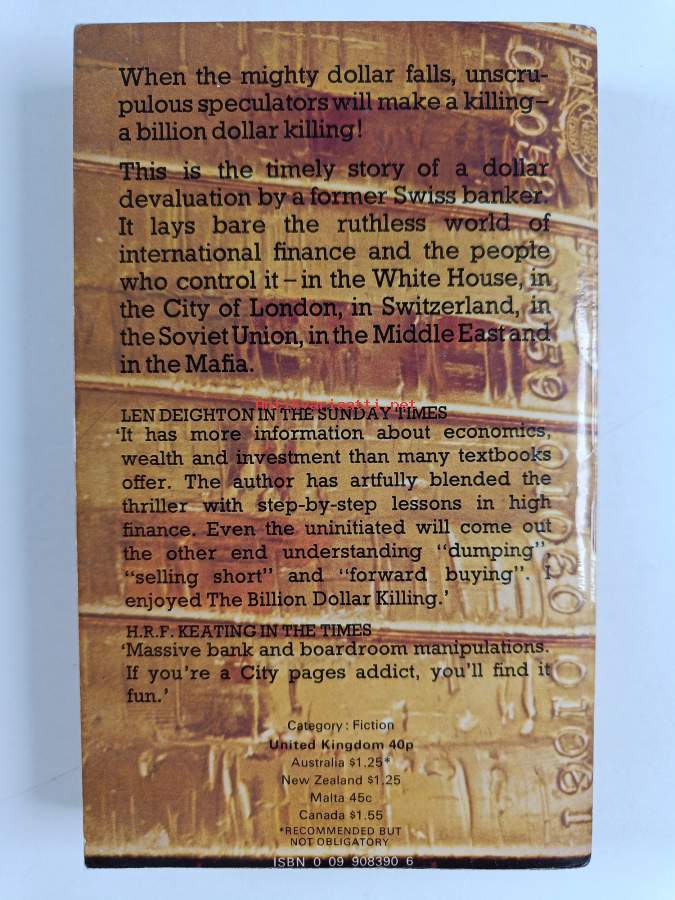 When the mighty dollar falls, unscru-
pulous speculators will make a killing–
a billion dollar killing!
This is the timely story of a dollar
devaluation by a former Swiss banker.
It lays bare the ruthless world of
international finance and the people
who control it – in the White House, in
the City of London, in Switzerland, in
the Soviet Union, in the Middle East and
in the Mafia.
LEN DEIGHTON IN THE SUNDAY TIMES
‘It has more information about economics,
wealth and investment than many textbooks
offer. The author has artfully blended the
thriller with step-by-step lessons in high
finance. Even the uninitiated will come out
the other end understanding “dumping”,
“selling short” and “forward buying”. I
enjoyed The Billion Dollar Killing.’
H.R.F. KEATING IN THE TIMES
‘Massive bank and boardroom manipulations.
If you’re a City pages addict, you’ll find it
fun.’
Category: Fiction
United Kingdom 40p
Australia $1.25*
New Zealand $1.25
Malta 45c
Canada $1.55
*RECOMMENDED BUT
NOT OBLIGATORY
ISBN 0 09 908390 6
01060
01061